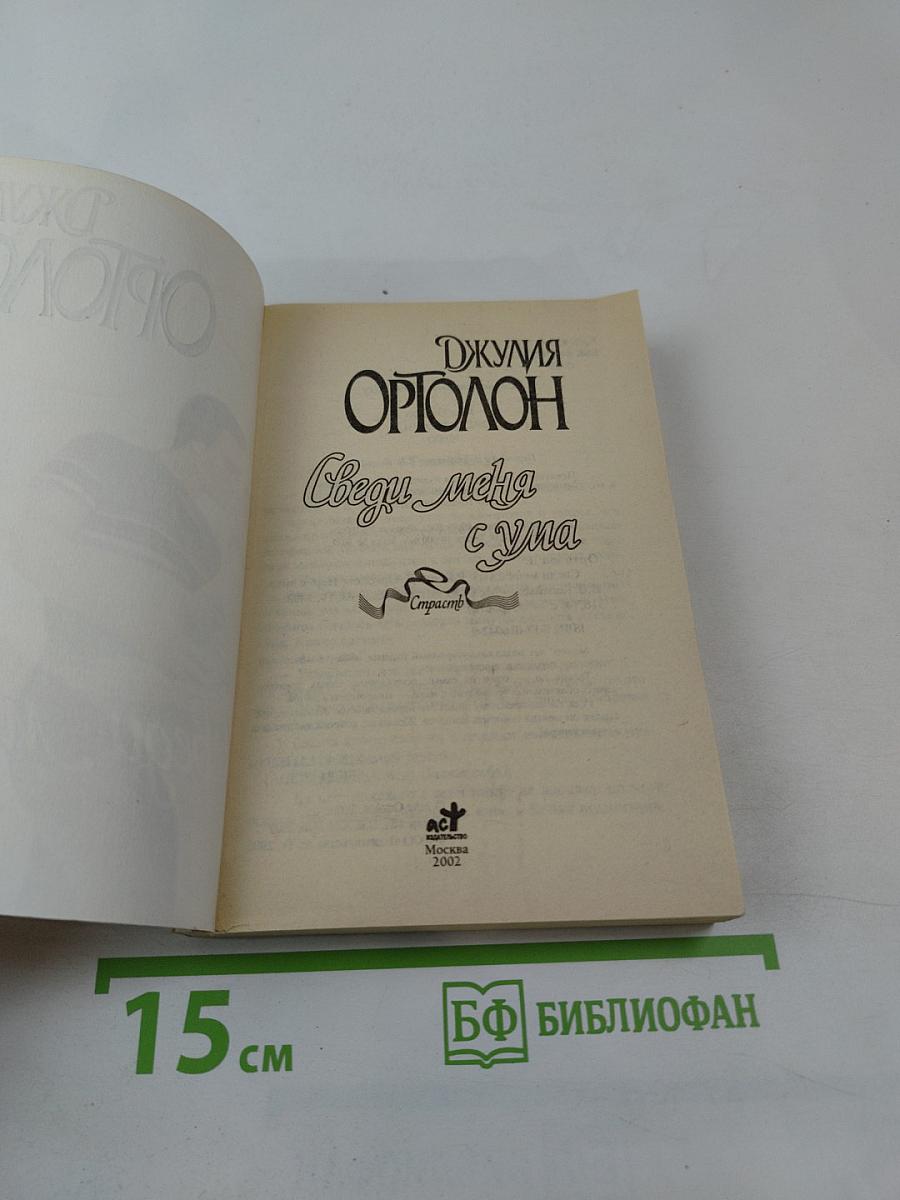 ДЖУЛИЯ
ОРТОЛОН
Сведи меня
с ума
Страсть
аст
ИЗДАТЕЛЬСТВО
Москва
2002
15 см
БФ БИБЛИОФАН